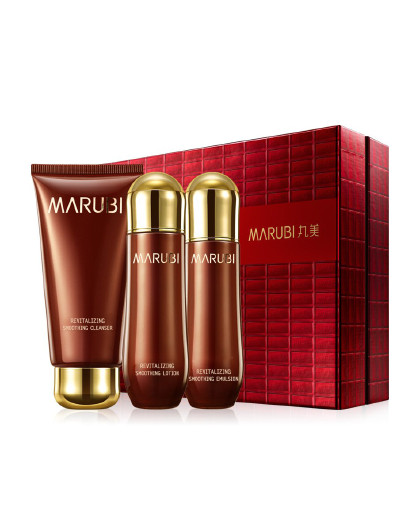 MARUBI
REVITALIZING
SMOOTHING CLEANSER
MARUBI
REVITALIZING
SMOOTHING LOTION
MARUBI
REVITALIZING
SMOOTHING EMULSION
MARUBI 丸美